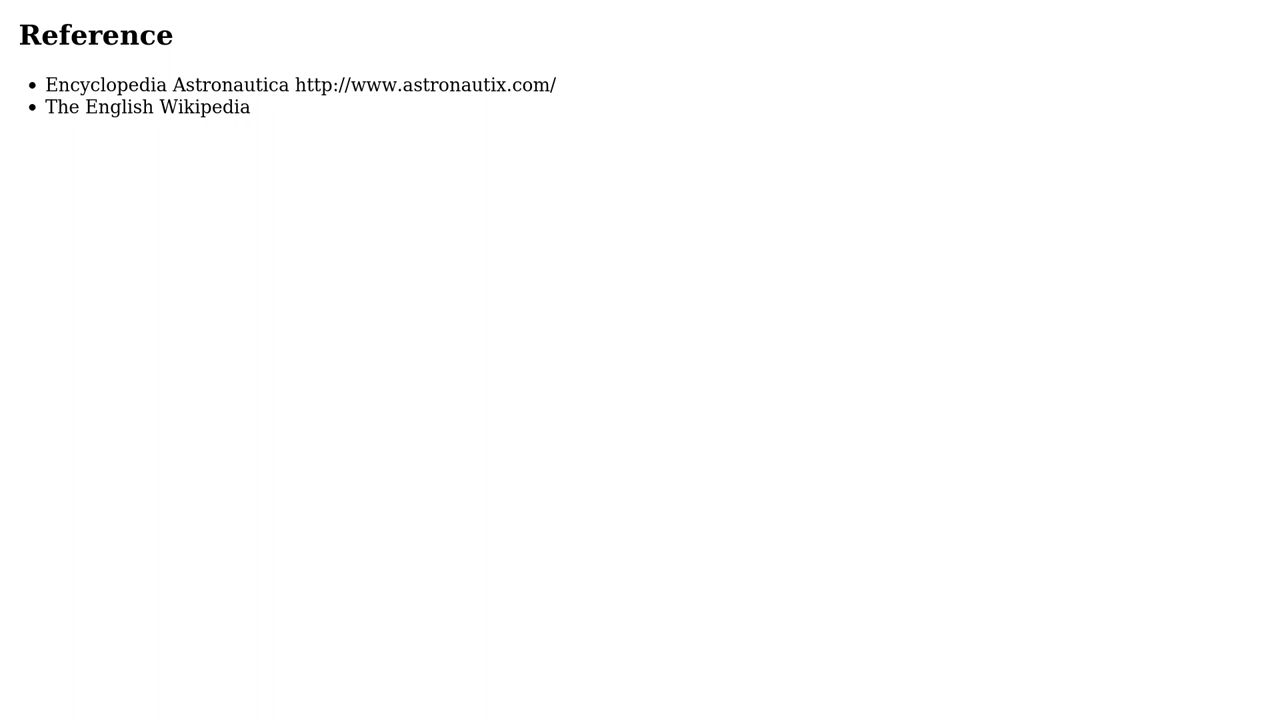 Reference
• Encyclopedia Astronautica http://www.astronautix.com/
• The English Wikipedia